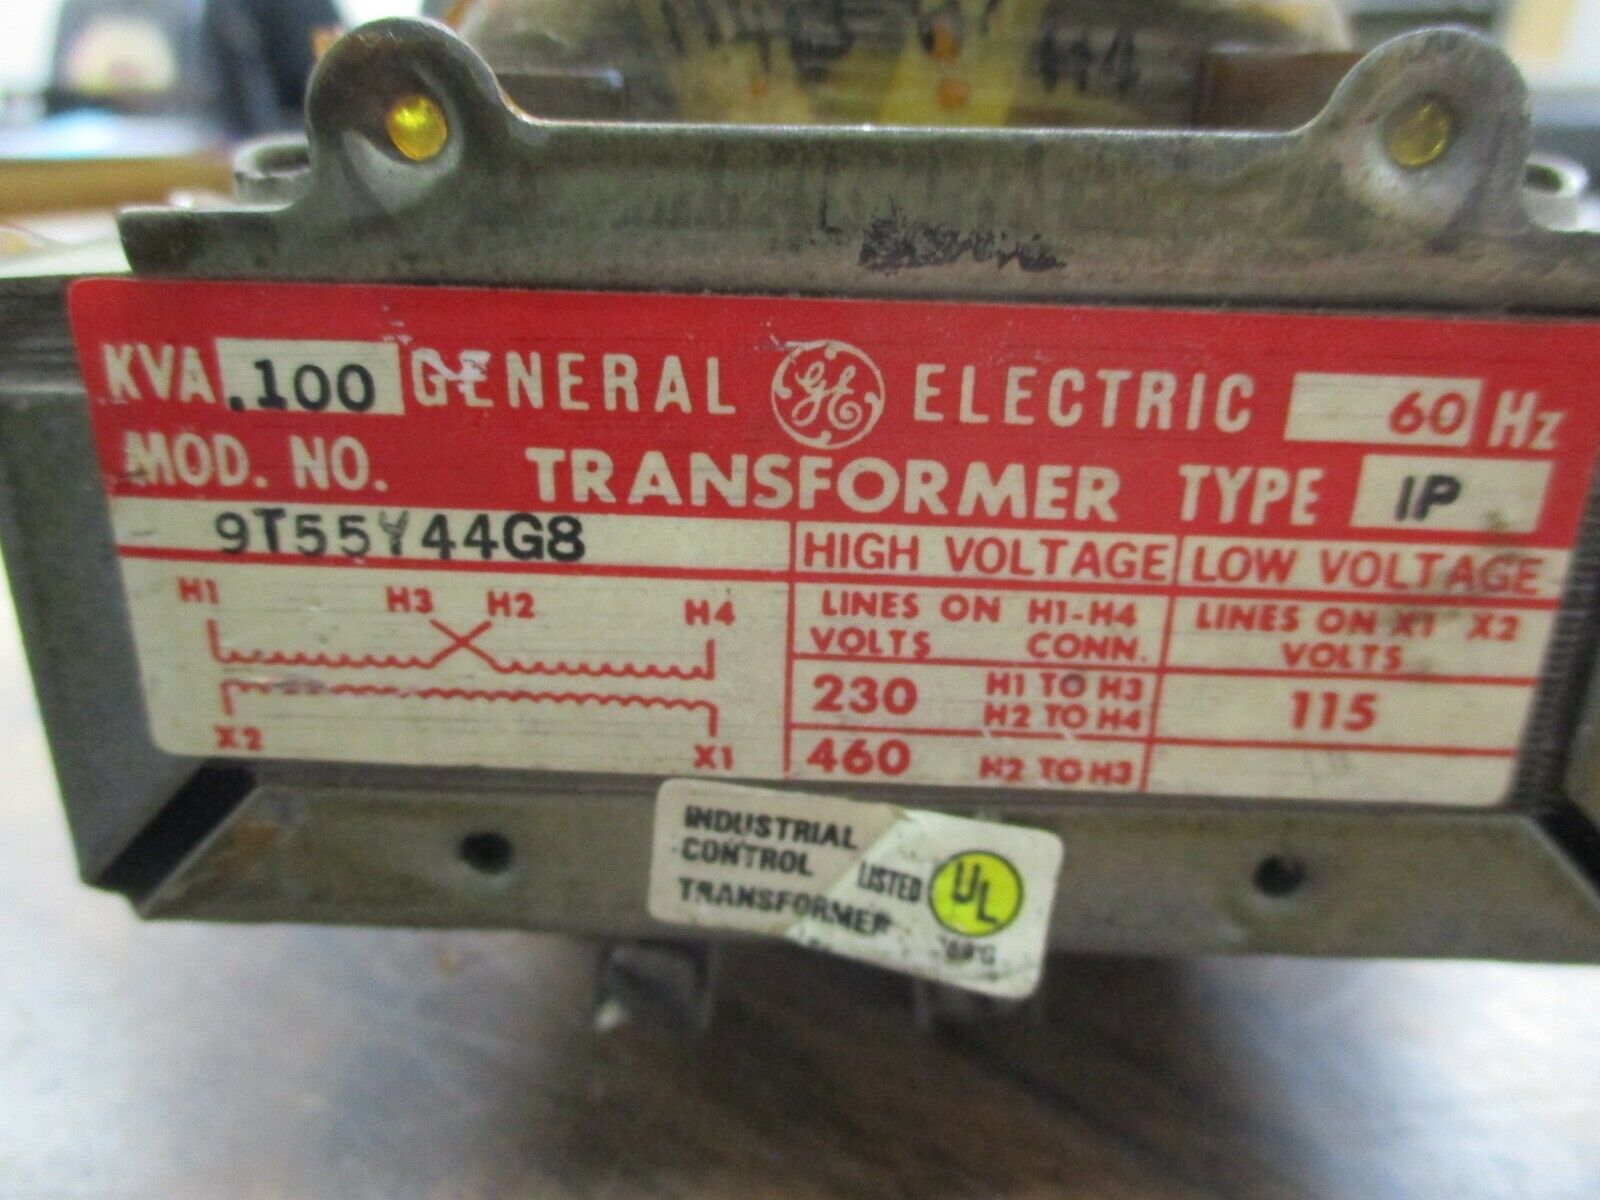 H4
KVA .100 GENERAL GE ELECTRIC 60 Hz
MOD. NO. TRANSFORMER TYPE IP
9T55Y44G8
HIGH VOLTAGE LOW VOLTAGE
H1 H3 H2 H4
LINES ON H1-H4
VOLTS CONN.
LINES ON X1 X2
VOLTS
230 H1 TO H3
H2 TO H4
115
460 H2 TO H3
X2 X1
INDUSTRIAL
CONTROL
TRANSFORMER
LISTED UL